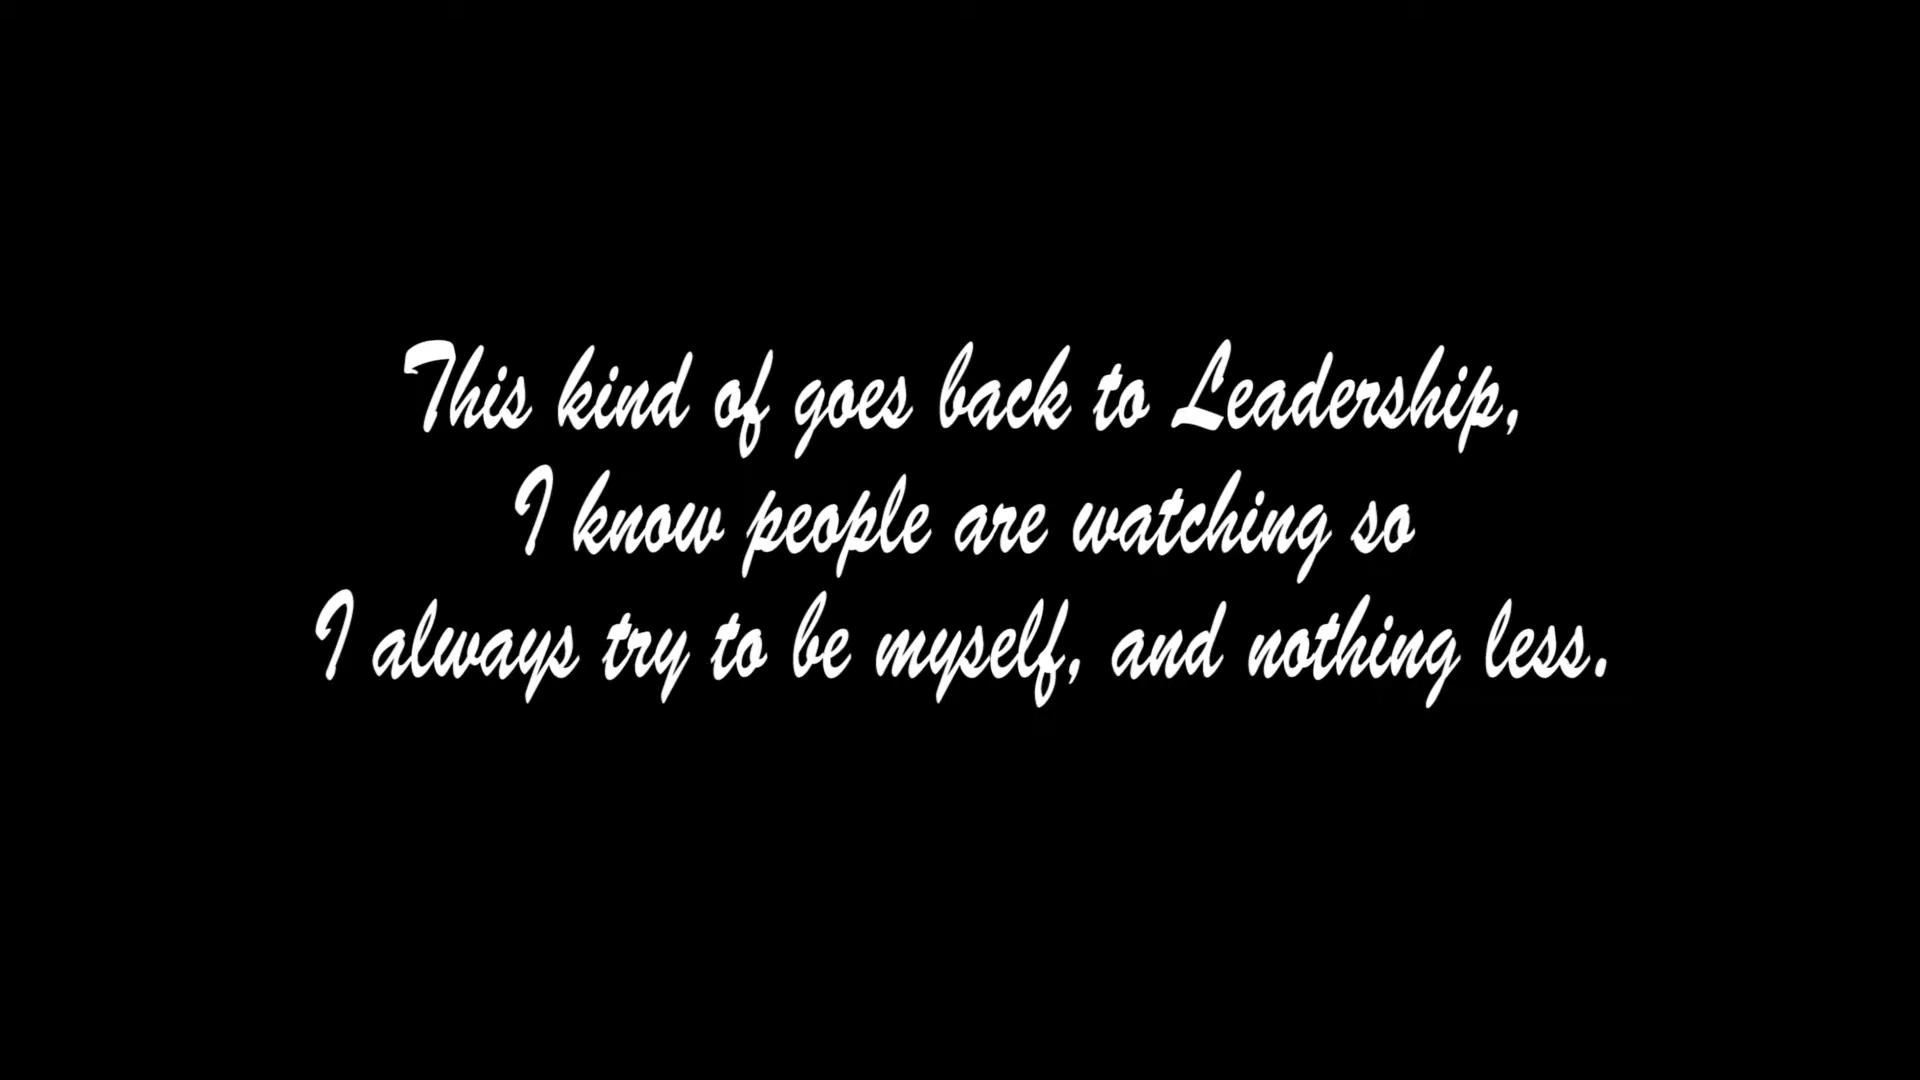 This kind of goes back to Leadership,
I know people are watching so
I always try to be myself, and nothing less.